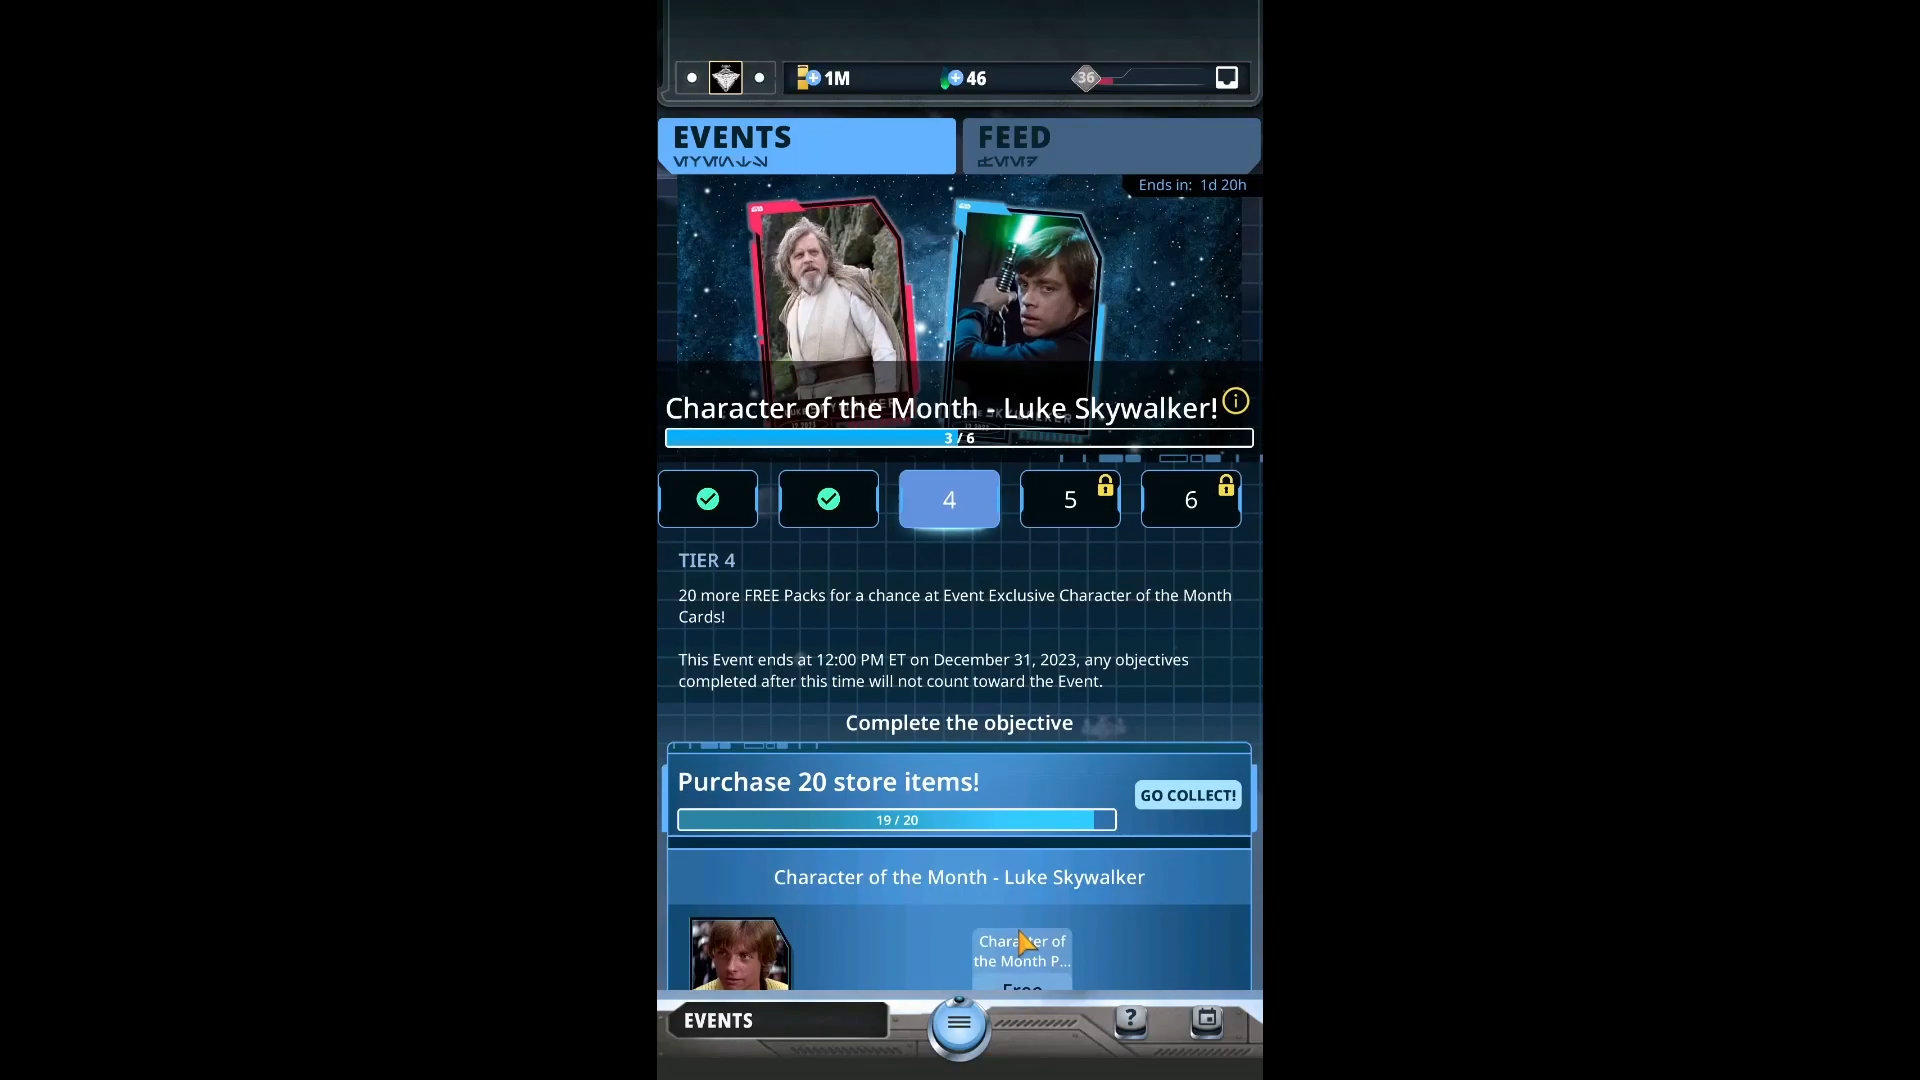 1M
46
36
EVENTS
FEED
Ends in: 1d 20h
Character of the Month - Luke Skywalker!
3 / 6
4
5
6
TIER 4
20 more FREE Packs for a chance at Event Exclusive Character of the Month
Cards!
This Event ends at 12:00 PM ET on December 31, 2023, any objectives
completed after this time will not count toward the Event.
Complete the objective
Purchase 20 store items!
GO COLLECT!
19 / 20
Character of the Month - Luke Skywalker
Character of
the Month P...
Free
EVENTS
?